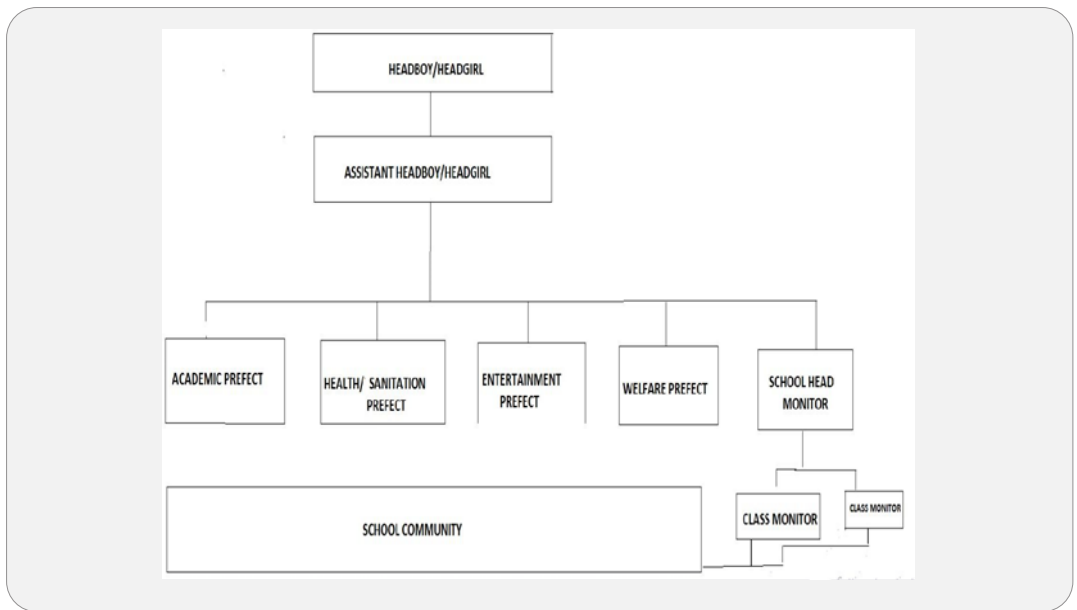 HEADBOY/HEADGIRL
ASSISTANT HEADBOY/HEADGIRL
ACADEMIC PREFECT
HEALTH/ SANITATION
PREFECT
ENTERTAINMENT
PREFECT
WELFARE PREFECT
SCHOOL HEAD
MONITOR
SCHOOL COMMUNITY
CLASS MONITOR
CLASS MONITOR